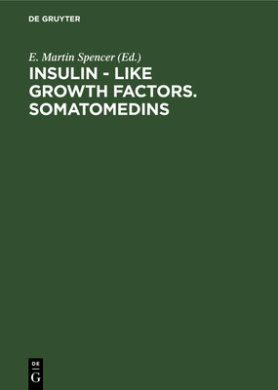 DE GRUYTER
E. Martin Spencer (Ed.)
INSULIN - LIKE
GROWTH FACTORS.
SOMATOMEDINS
DE
G